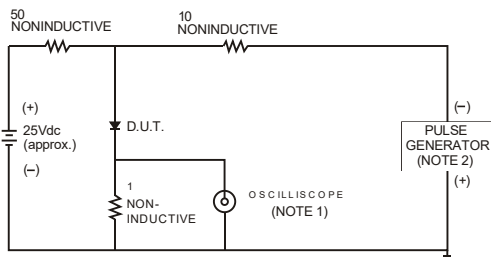 50
NONINDUCTIVE
10
NONINDUCTIVE
(+)
25Vdc
(approx.)
(–)
D.U.T.
1
NON-
INDUCTIVE
OSCILLISCOPE
(NOTE 1)
(–)
PULSE
GENERATOR
(NOTE 2)
(+)